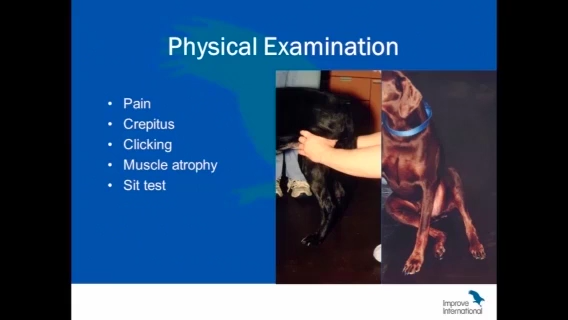 Physical Examination
• Pain
• Crepitus
• Clicking
• Muscle atrophy
• Sit test
Improve
International